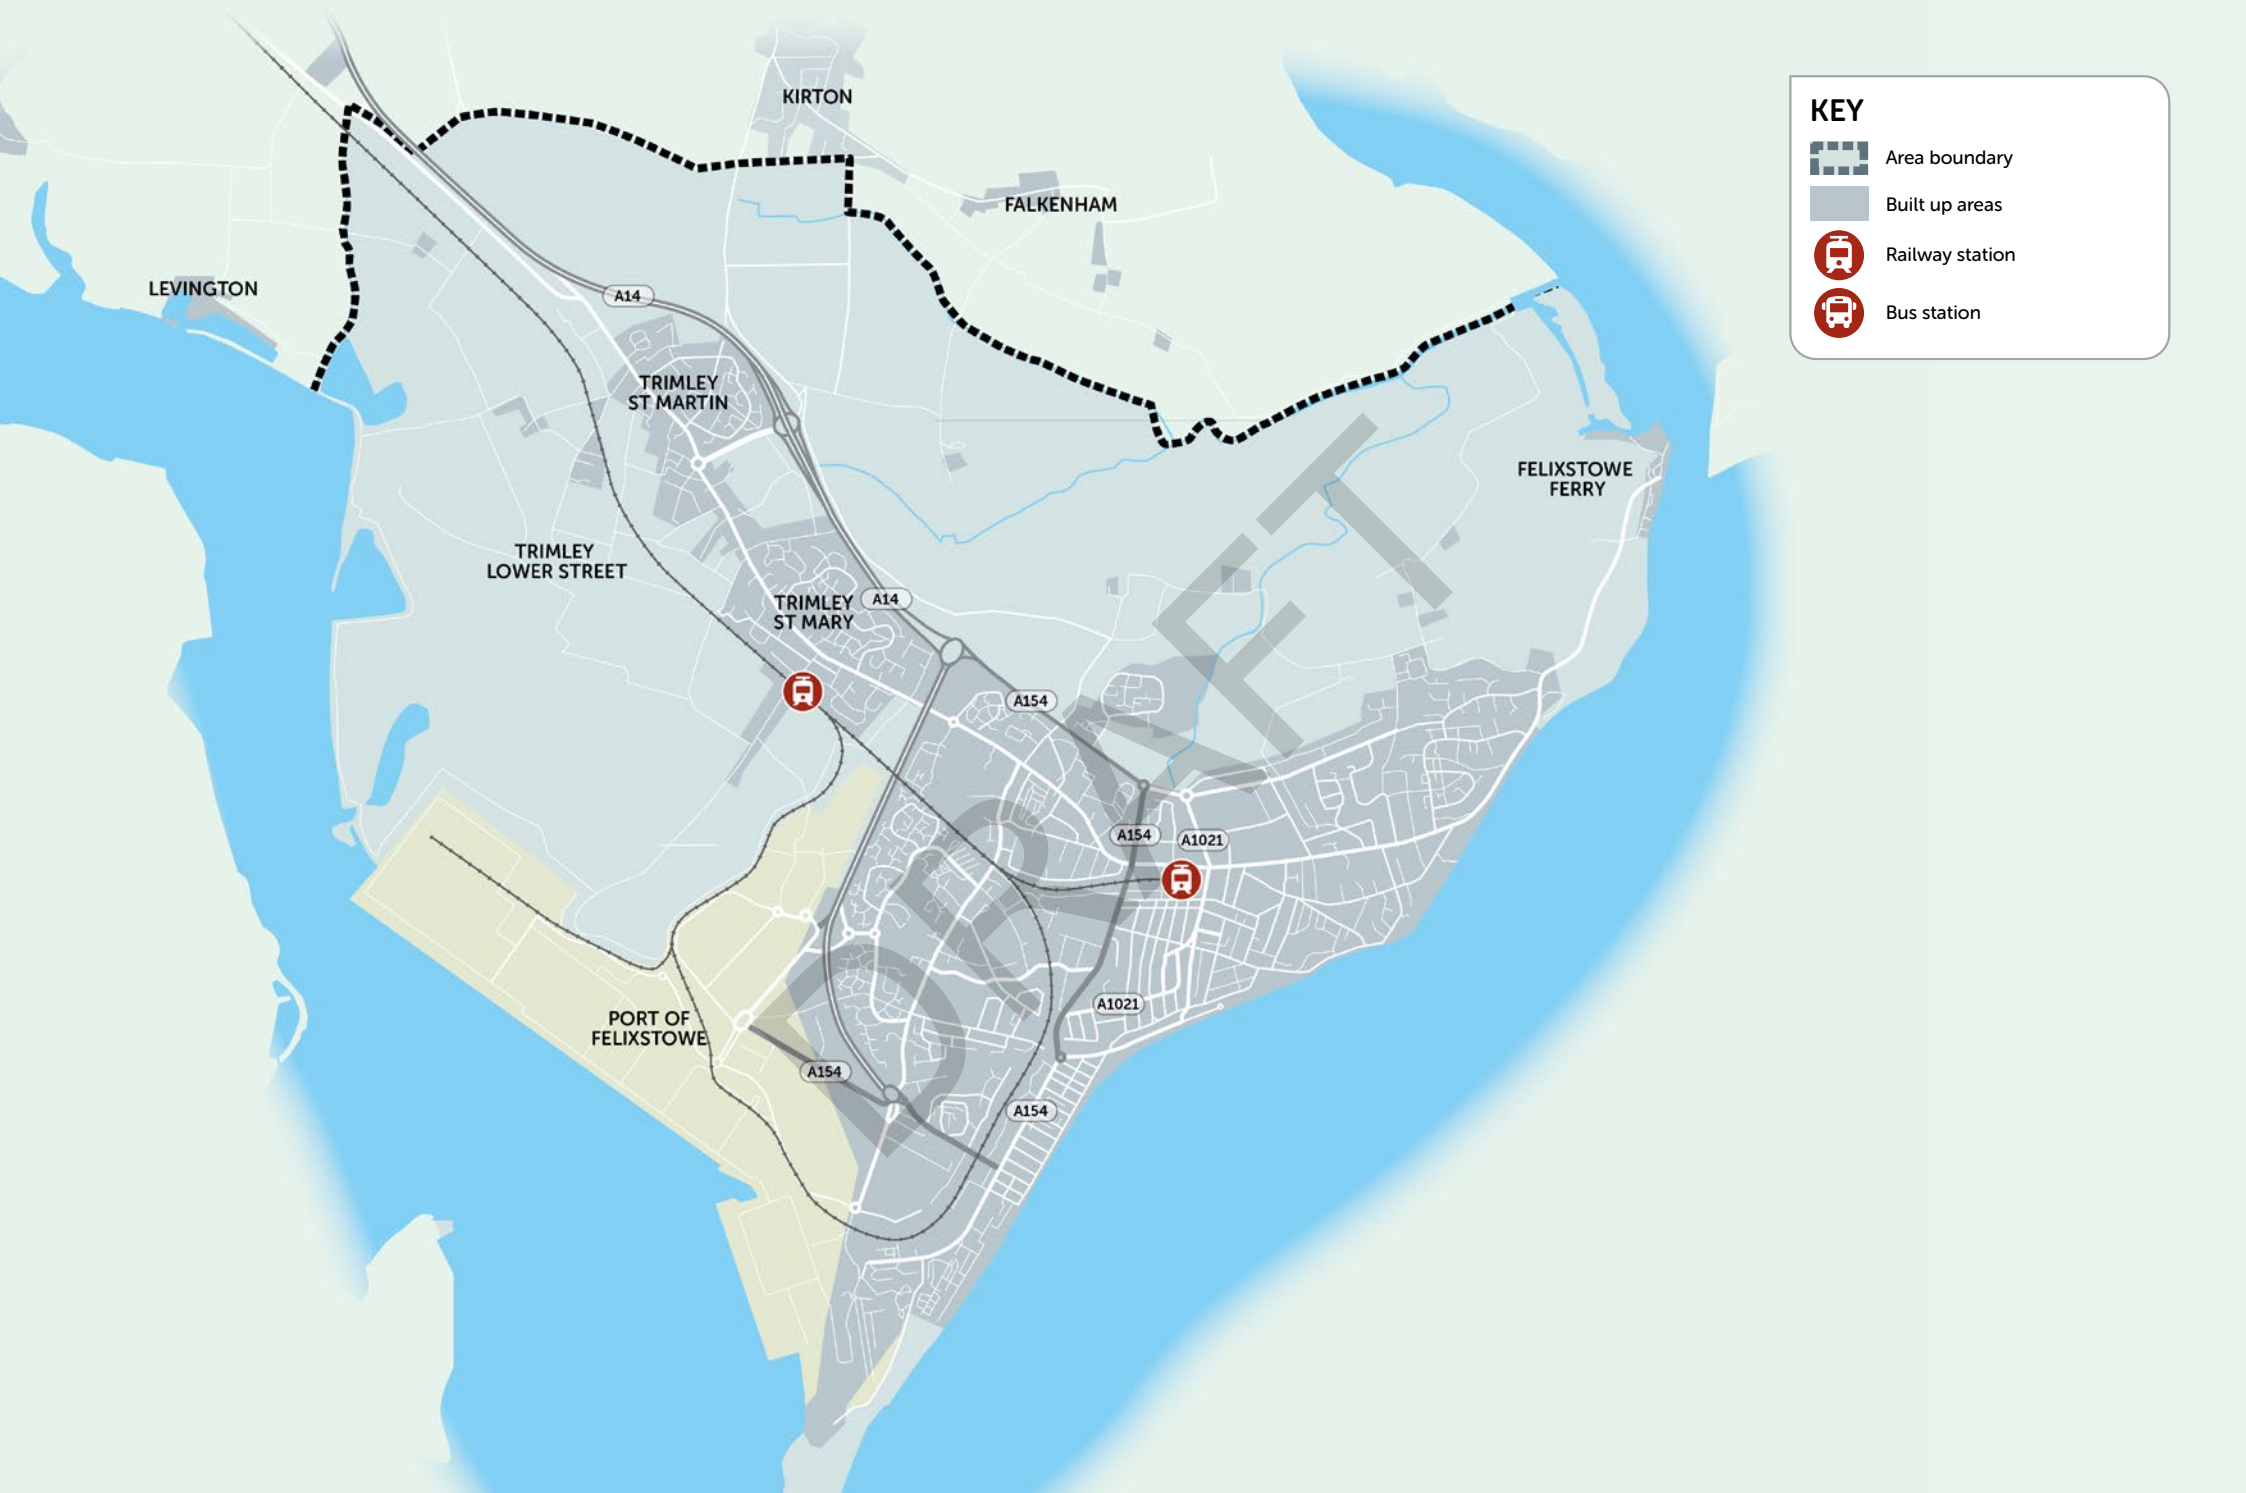 KEY
Area boundary
Built up areas
Railway station
Bus station
KIRTON
FALKENHAM
LEVINGTON
A14
TRIMLEY
ST MARTIN
FELIXSTOWE
FERRY
TRIMLEY
LOWER STREET
TRIMLEY
ST MARY
A14
A154
A154
A1021
A1021
PORT OF
FELIXSTOWE
A154
A154
DRAFT